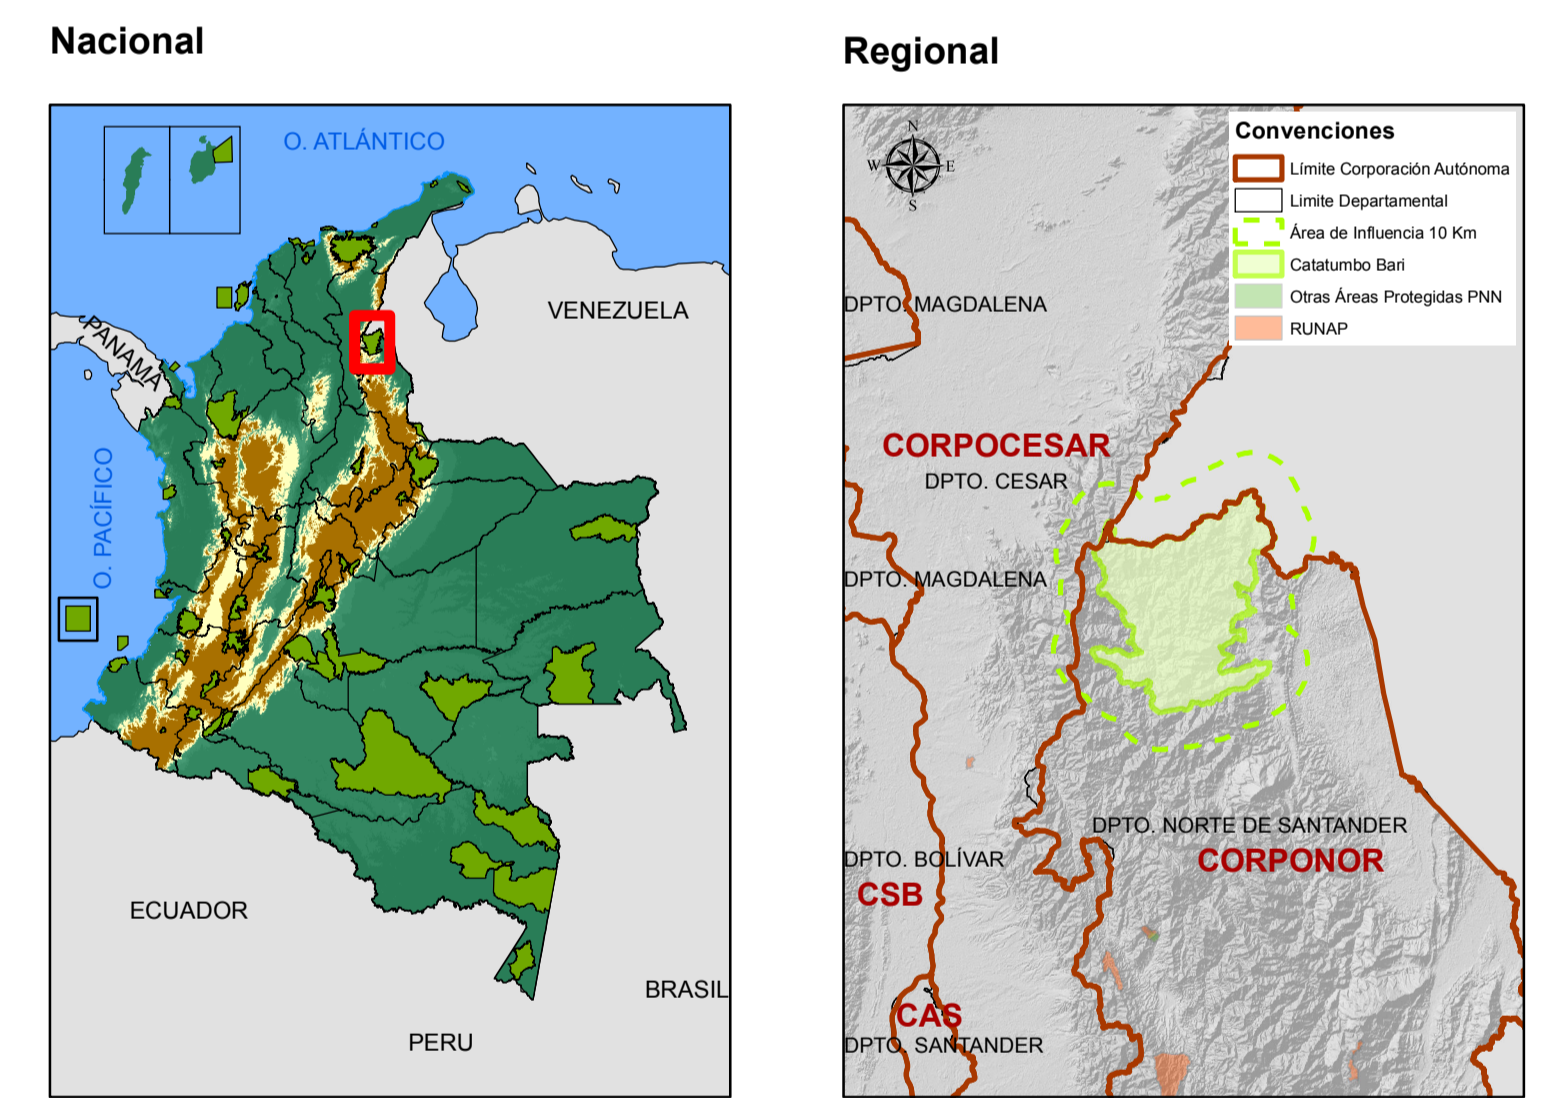 Nacional
Regional
O. ATLÁNTICO
VENEZUELA
PANAMÁ
O. PACÍFICO
ECUADOR
BRASIL
PERU
N
W
E
S
Convenciones
Límite Corporación Autónoma
Limite Departamental
Área de Influencia 10 Km
Catatumbo Bari
Otras Áreas Protegidas PNN
RUNAP
DPTO. MAGDALENA
CORPOCESAR
DPTO. CESAR
DPTO. MAGDALENA
DPTO. NORTE DE SANTANDER
CORPONOR
DPTO. BOLÍVAR
CSB
CAS
DPTO. SANTANDER